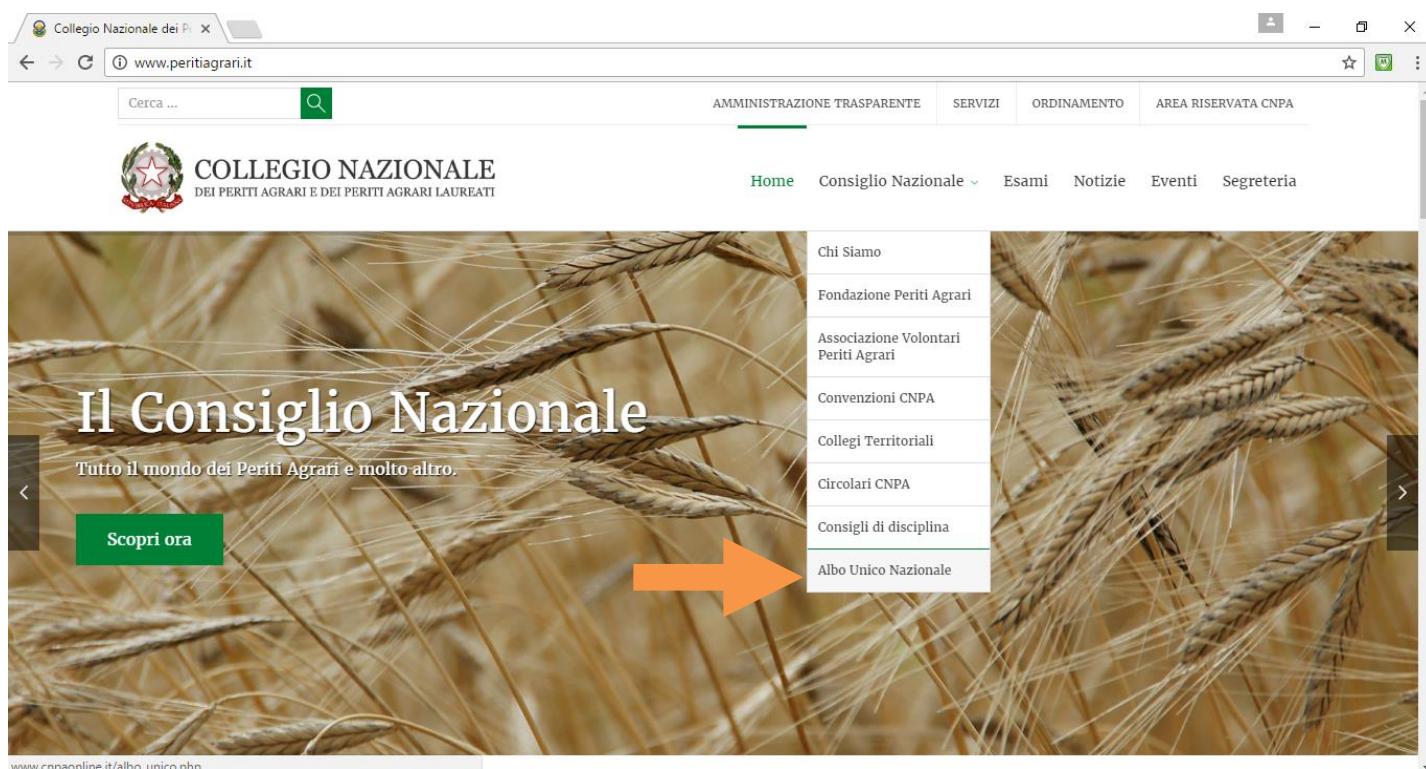 Collegio Nazionale dei P
www.peritiagrari.it
Cerca ...
AMMINISTRAZIONE TRASPARENTE SERVIZI ORDINAMENTO AREA RISERVATA CNPA
COLLEGIO NAZIONALE
DEI PERITI AGRARI E DEI PERITI AGRARI LAUREATI
Home Consiglio Nazionale Esami Notizie Eventi Segreteria
Chi Siamo
Fondazione Periti Agrari
Associazione Volontari
Periti Agrari
Convenzioni CNPA
Collegi Territoriali
Circolari CNPA
Consigli di disciplina
Albo Unico Nazionale
Il Consiglio Nazionale
Tutto il mondo dei Periti Agrari e molto altro.
Scopri ora
www.cnpaonline.it/albo_unico.php